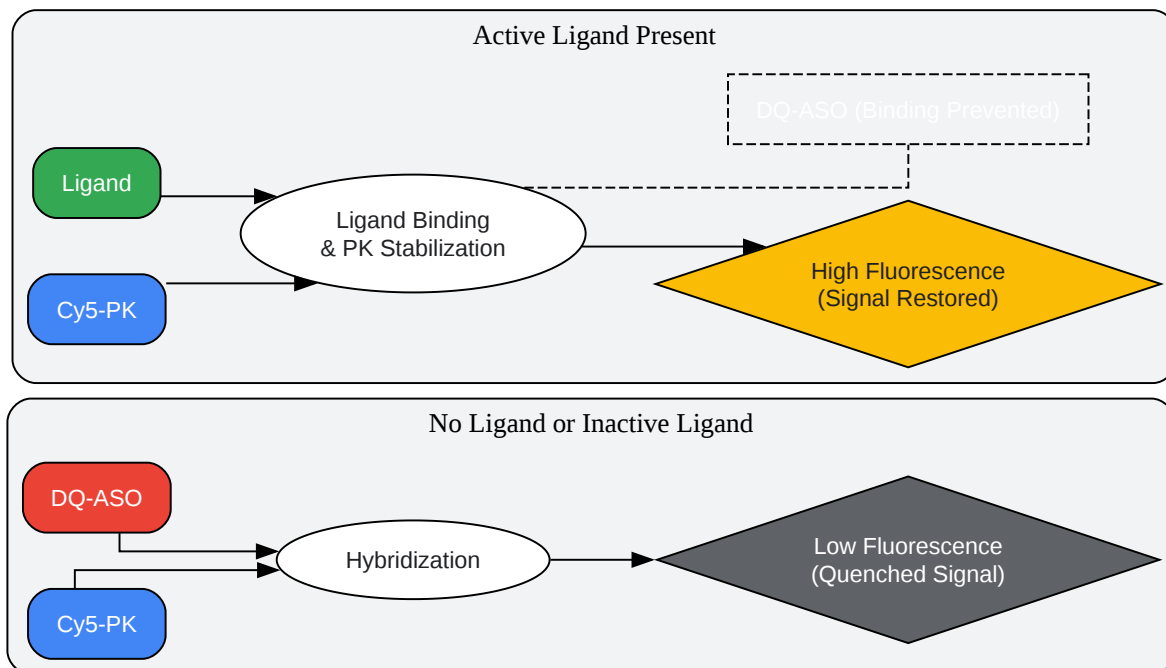 Active Ligand Present
DQ-ASO (Binding Prevented)
Ligand
Ligand Binding
& PK Stabilization
High Fluorescence
(Signal Restored)
Cy5-PK
No Ligand or Inactive Ligand
DQ-ASO
Hybridization
Low Fluorescence
(Quenched Signal)
Cy5-PK